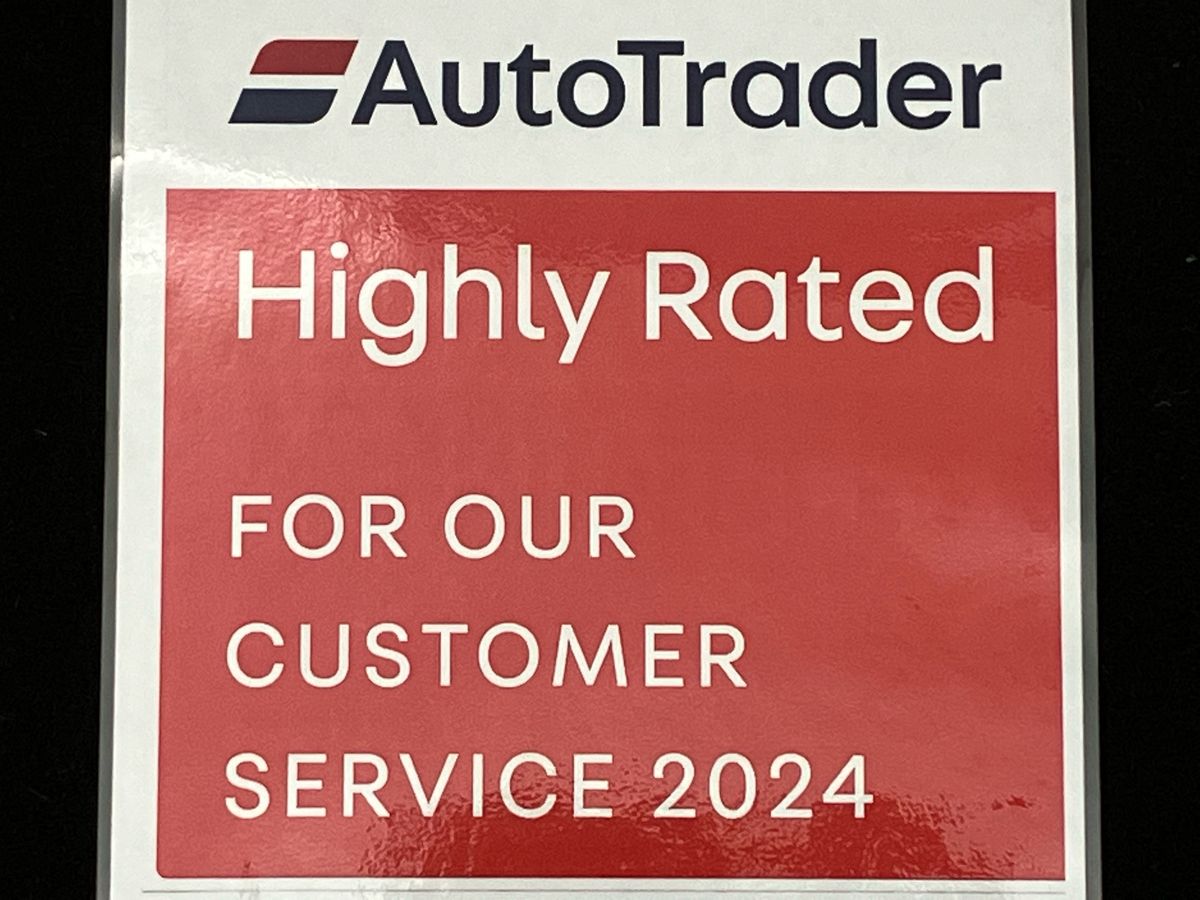 AutoTrader
Highly Rated
FOR OUR
CUSTOMER
SERVICE 2024